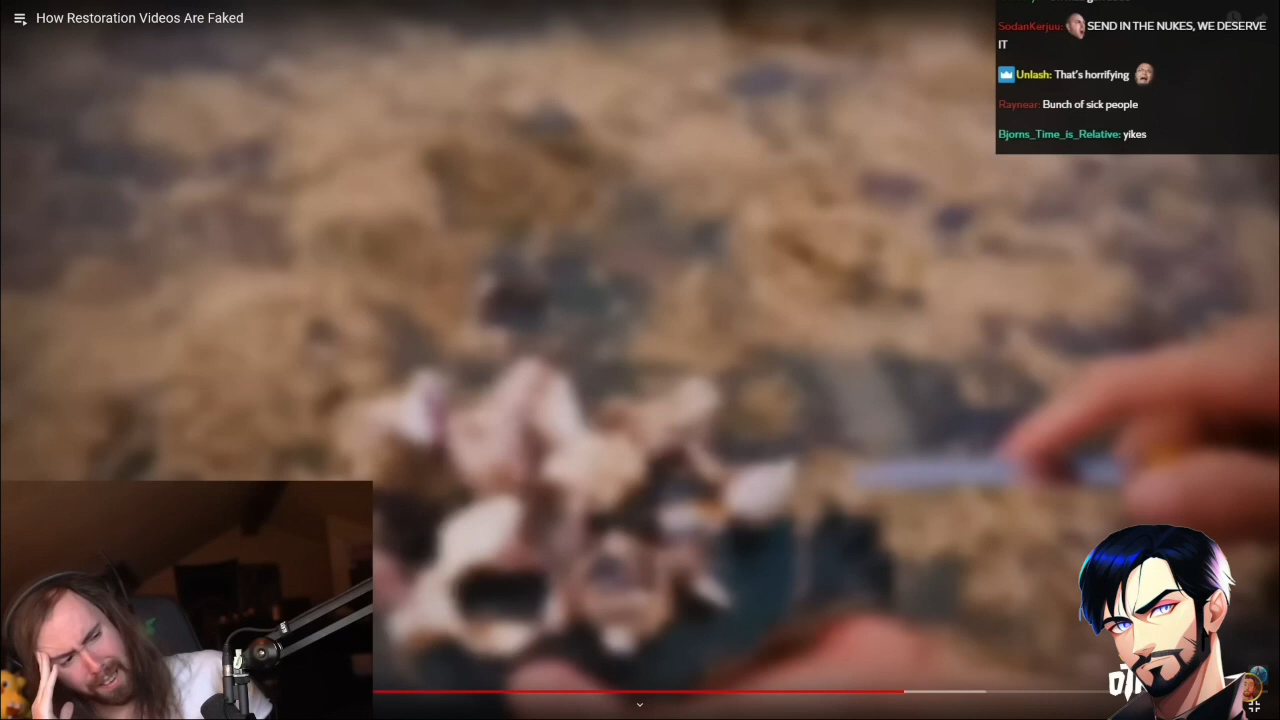 How Restoration Videos Are Faked
SodanKerjuu: SEND IN THE NUKES, WE DESERVE
IT
Unlash: That's horrifying
Raynear: Bunch of sick people
Bjorns_Time_is_Relative: yikes